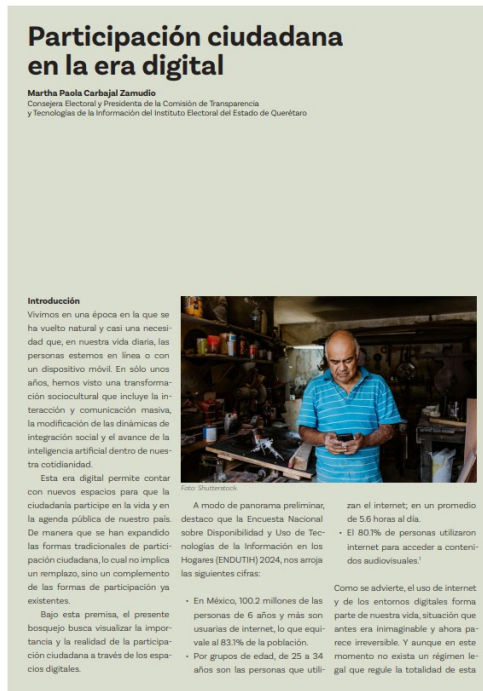 Participación ciudadana
en la era digital
Martha Paola Carbajal Zamudio
Consejera Electoral y Presidenta de la Comisión de Transparencia
y Tecnologías de la Información del Instituto Electoral del Estado de Querétaro
Introducción
Vivimos en una época en la que se
ha vuelto natural y casi una necesi-
dad que, en nuestra vida diaria, las
personas estemos en línea o con
un dispositivo móvil. En sólo unos
años, hemos visto una transforma-
ción sociocultural que incluye la in-
teracción y comunicación masiva,
la modificación de las dinámicas de
integración social y el avance de la
inteligencia artificial dentro de nues-
tra cotidianidad.
Esta era digital permite contar
con nuevos espacios para que la
ciudadanía participe en la vida y en
la agenda pública de nuestro país.
De manera que se han expandido
las formas tradicionales de partici-
pación ciudadana, lo cual no implica
un remplazo, sino un complemento
de las formas de participación ya
existentes.
Bajo esta premisa, el presente
bosquejo busca visualizar la impor-
tancia y la realidad de la participa-
ción ciudadana a través de los espa-
cios digitales.
Foto: Shutterstock.
A modo de panorama preliminar,
destaco que la Encuesta Nacional
sobre Disponibilidad y Uso de Tec-
nologías de la Información en los
Hogares (ENDUTIH) 2024, nos arroja
las siguientes cifras:
• En México, 100.2 millones de las
personas de 6 años y más son
usuarias de internet, lo que equi-
vale al 83.1% de la población.
• Por grupos de edad, de 25 a 34
años son las personas que utili-
zan el internet; en un promedio
de 5.6 horas al día.
• El 80.1% de personas utilizaron
internet para acceder a conteni-
dos audiovisuales.¹
Como se advierte, el uso de internet
y de los entornos digitales forma
parte de nuestra vida, situación que
antes era inimaginable y ahora pa-
rece irreversible. Y aunque en este
momento no exista un régimen le-
gal que regule la totalidad de esta